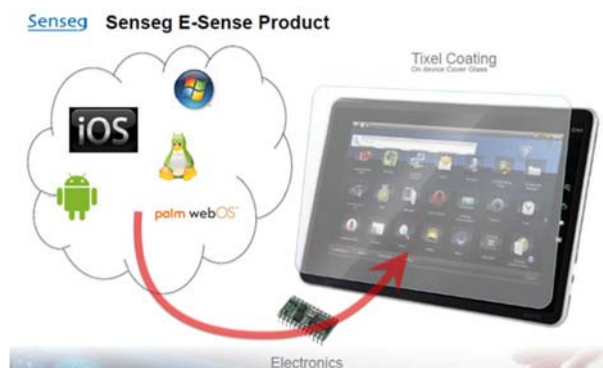 Senseg
Senseg E-Sense Product
Tixel Coating
On device Cover Glass
iOS
palm webOS
Electronics